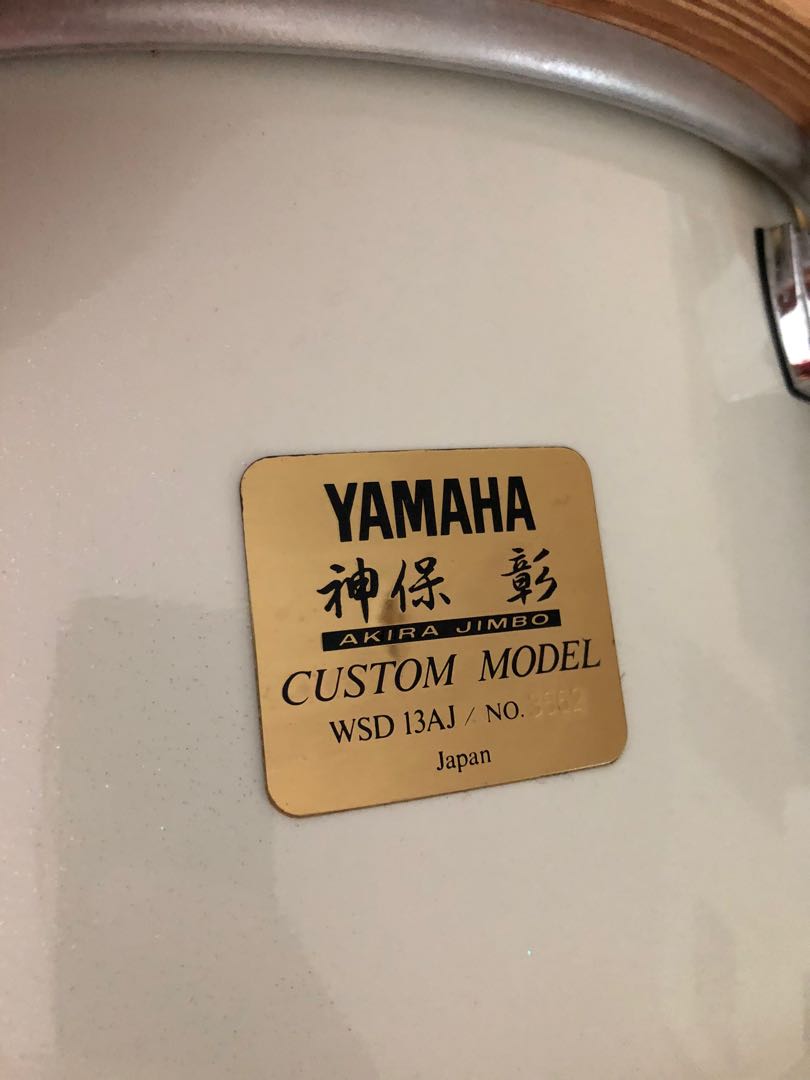 YAMAHA
神保 彰
AKIRA JIMBO
CUSTOM MODEL
WSD 13AJ / NO.
Japan